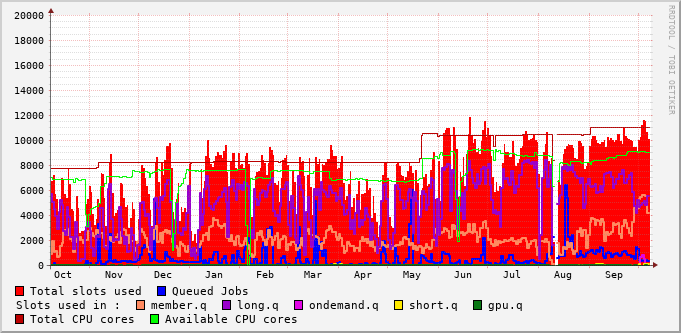 20000
18000
16000
14000
12000
10000
8000
6000
4000
2000
0
Oct Nov Dec Jan Feb Mar Apr May Jun Jul Aug Sep
RRDTOOL / TOBI OETIKER
Total slots used Queued Jobs
Slots used in : member.q long.q ondemand.q short.q gpu.q
Total CPU cores Available CPU cores